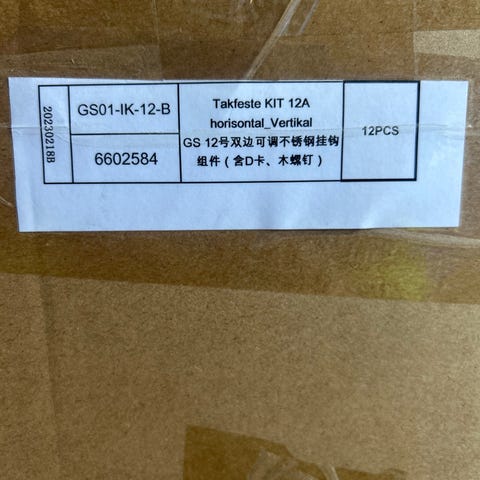 20230218B
GS01-IK-12-B
6602584
Takfeste KIT 12A
horisontal_Vertikal
GS 12号双边可调不锈钢挂钩
组件（含D卡、木螺钉）
12PCS